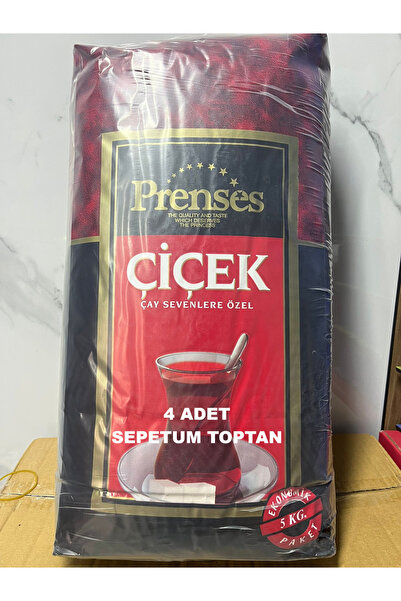 Prenses
THE QUALITY AND TASTE
WHICH DESERVES
THE PRINCESS
ÇİÇEK
ÇAY SEVENLERE ÖZEL
4 ADET
SEPETUM TOPTAN
EKONOMİK
5 KG.
PAKET